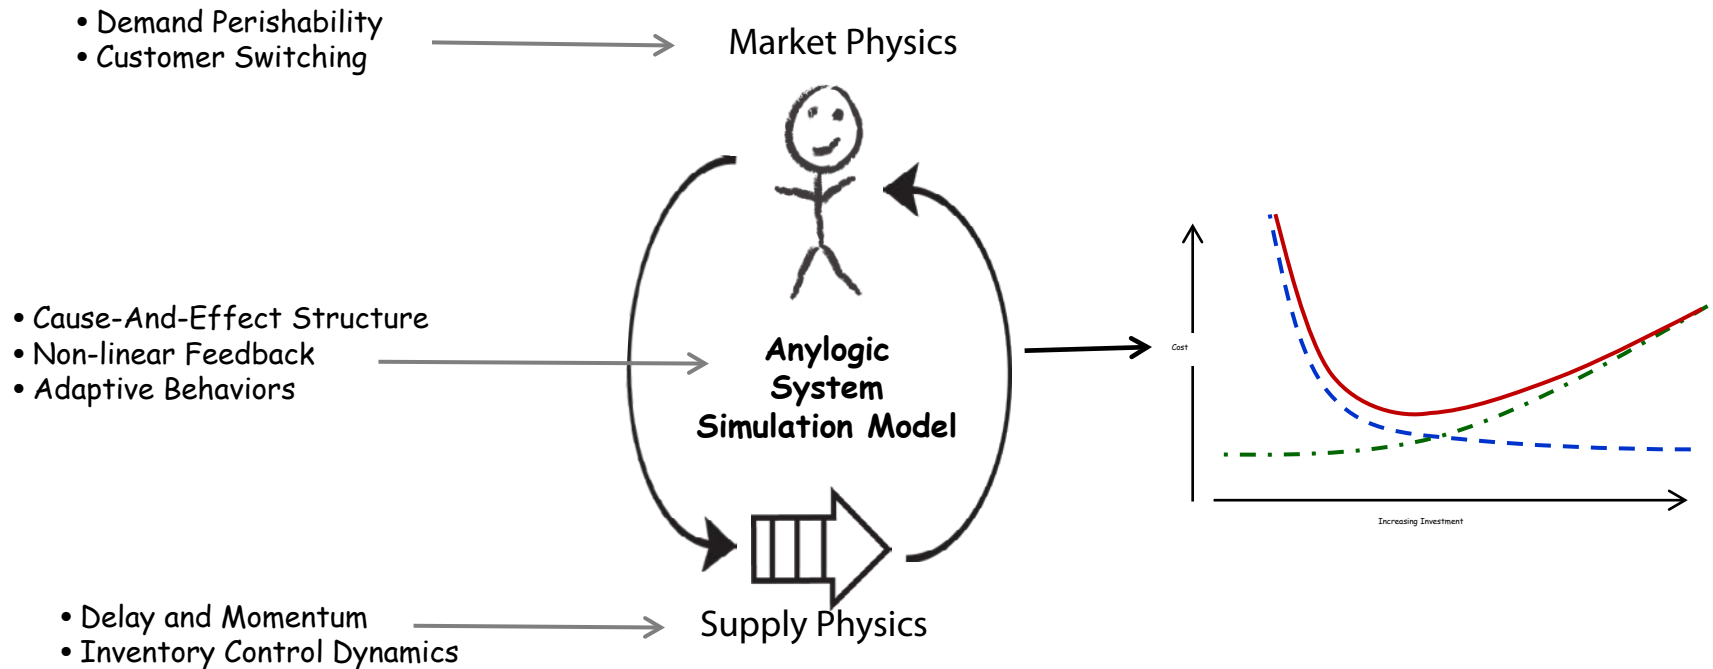 • Demand Perishability
• Customer Switching
Market Physics
• Cause-And-Effect Structure
• Non-linear Feedback
• Adaptive Behaviors
Anylogic
System
Simulation Model
Cost
Increasing Investment
• Delay and Momentum
• Inventory Control Dynamics
Supply Physics